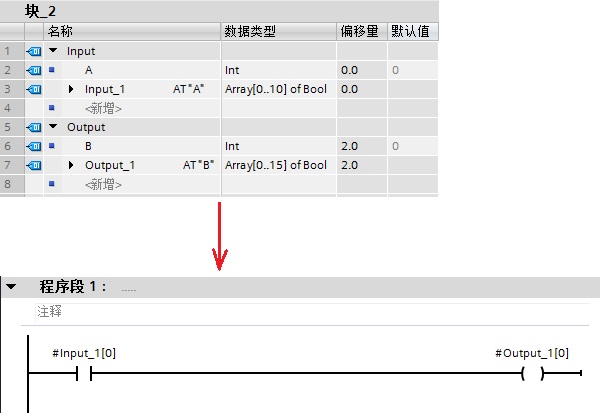 块_2
名称 数据类型 偏移量 默认值
1 Input
2 A Int 0.0 0
3 Input_1 AT"A" Array[0..10] of Bool 0.0
4 <新增>
5 Output
6 B Int 2.0 0
7 Output_1 AT"B" Array[0..15] of Bool 2.0
8 <新增>
程序段 1： .....
注释
#Input_1[0] #Output_1[0]